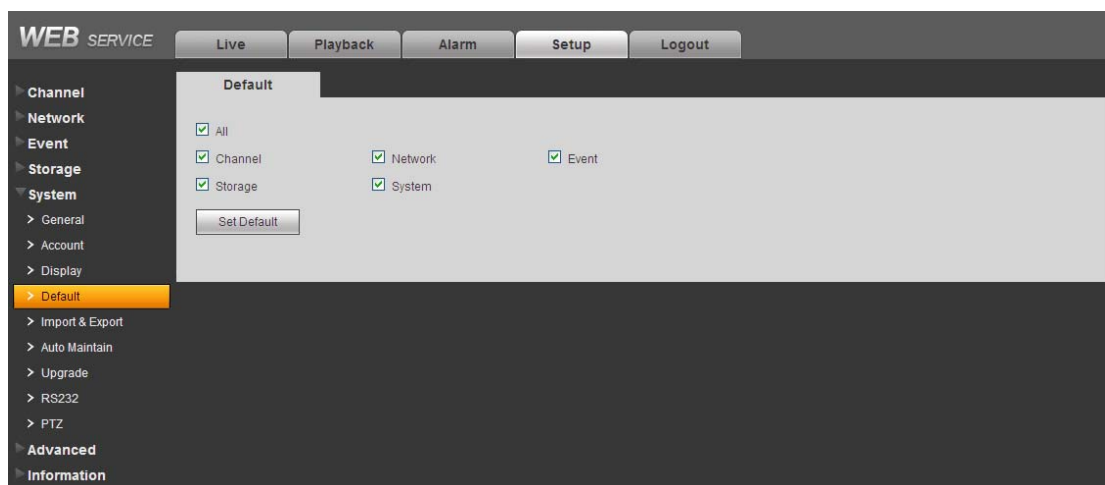 WEB SERVICE
Live Playback Alarm Setup Logout
Channel
Network
Event
Storage
System
> General
> Account
> Display
> Default
> Import & Export
> Auto Maintain
> Upgrade
> RS232
> PTZ
Advanced
Information
Default
All
Channel Network Event
Storage System
Set Default